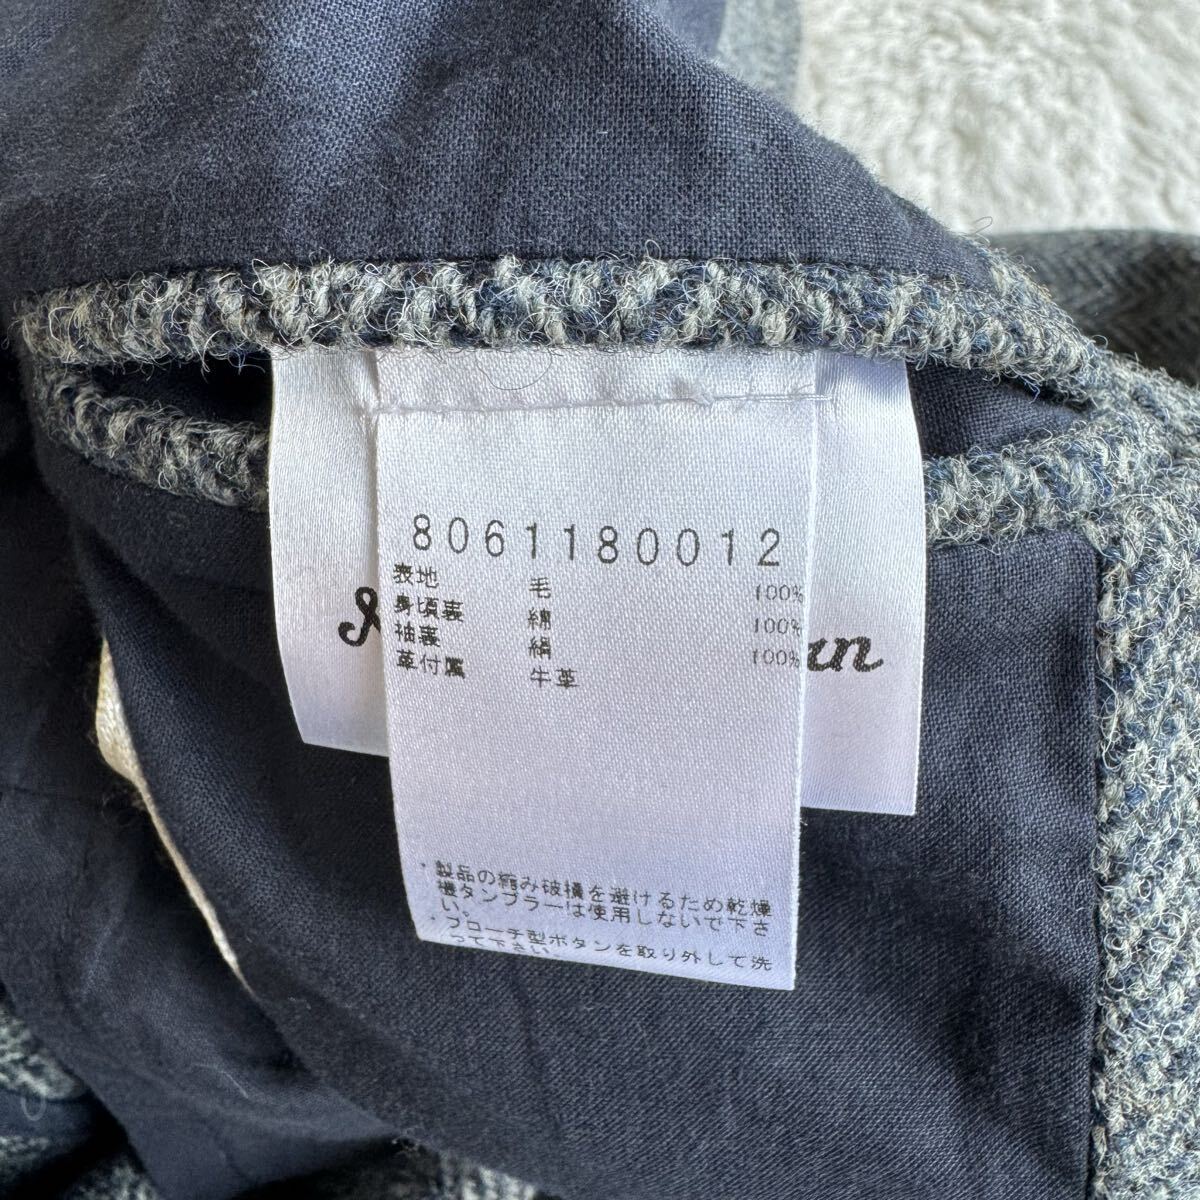 8061180012
表地 毛 100%
身頃裏 綿 100%
袖裏 絹 100%
革付属 牛革
an
・製品の縮み破損を避けるため乾燥
機タンブラーは使用しないで下さ
い。
・ブローチ型ボタンを取り外して洗
って下さい。